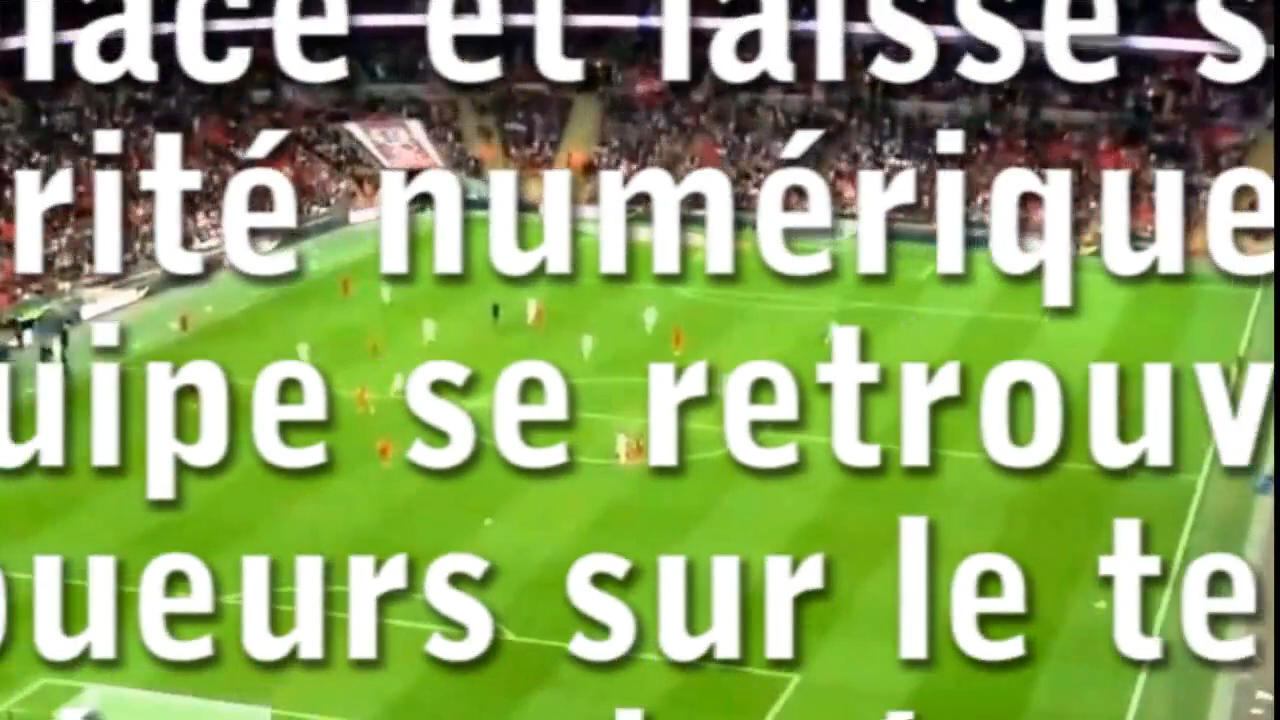 lace et laisse s
rité numérique
uipe se retrouv
oueurs sur le te